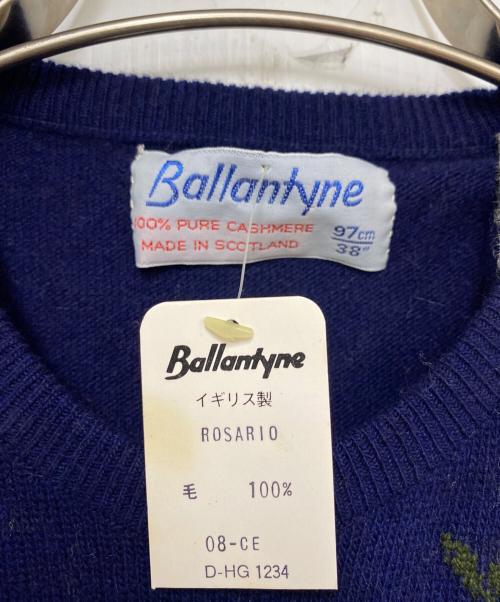 Ballantyne
100% PURE CASHMERE
MADE IN SCOTLAND
97cm
38"
Ballantyne
イギリス製
ROSARIO
毛 100%
08-CE
D-HG 1234